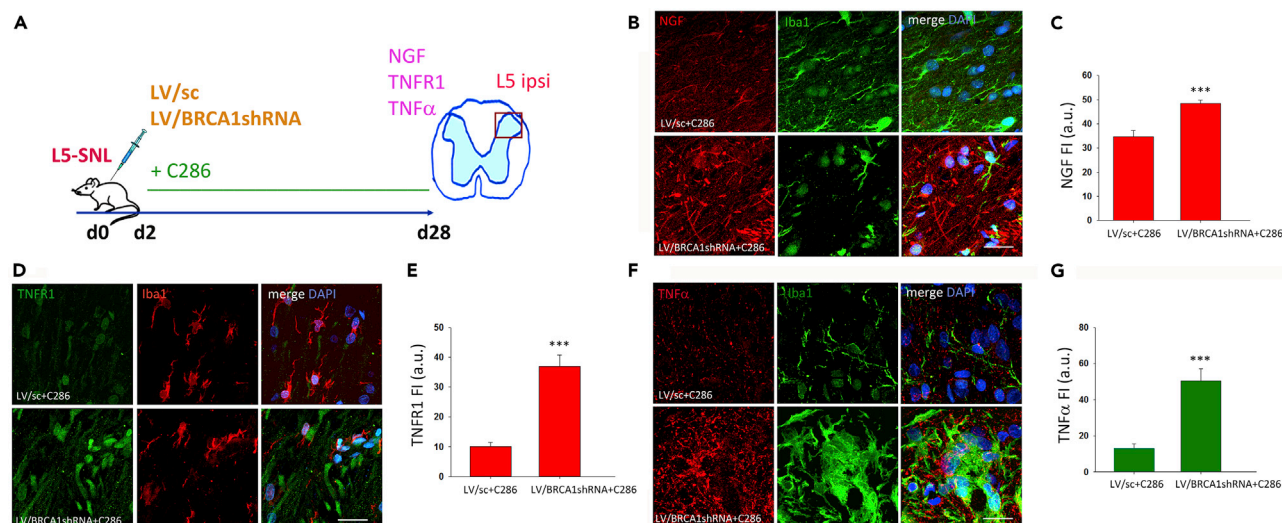 A
NGF
TNFR1
TNFα
L5 ipsi
LV/sc
LV/BRCA1shRNA
L5-SNL
+ C286
d0
d2
d28
B
NGF
Iba1
merge DAPI
LV/sc+C286
LV/BRCA1shRNA+C286
C
NGF FI (a.u.)
60
50
40
30
20
10
0
***
LV/sc+C286
LV/BRCA1shRNA+C286
D
TNFR1
Iba1
merge DAPI
LV/sc+C286
LV/BRCA1shRNA+C286
E
TNFR1 FI (a.u.)
50
40
30
20
10
0
***
LV/sc+C286
LV/BRCA1shRNA+C286
F
TNFα
Iba1
merge DAPI
LV/sc+C286
LV/BRCA1shRNA+C286
G
TNFα FI (a.u.)
80
60
40
20
0
***
LV/sc+C286
LV/BRCA1shRNA+C286